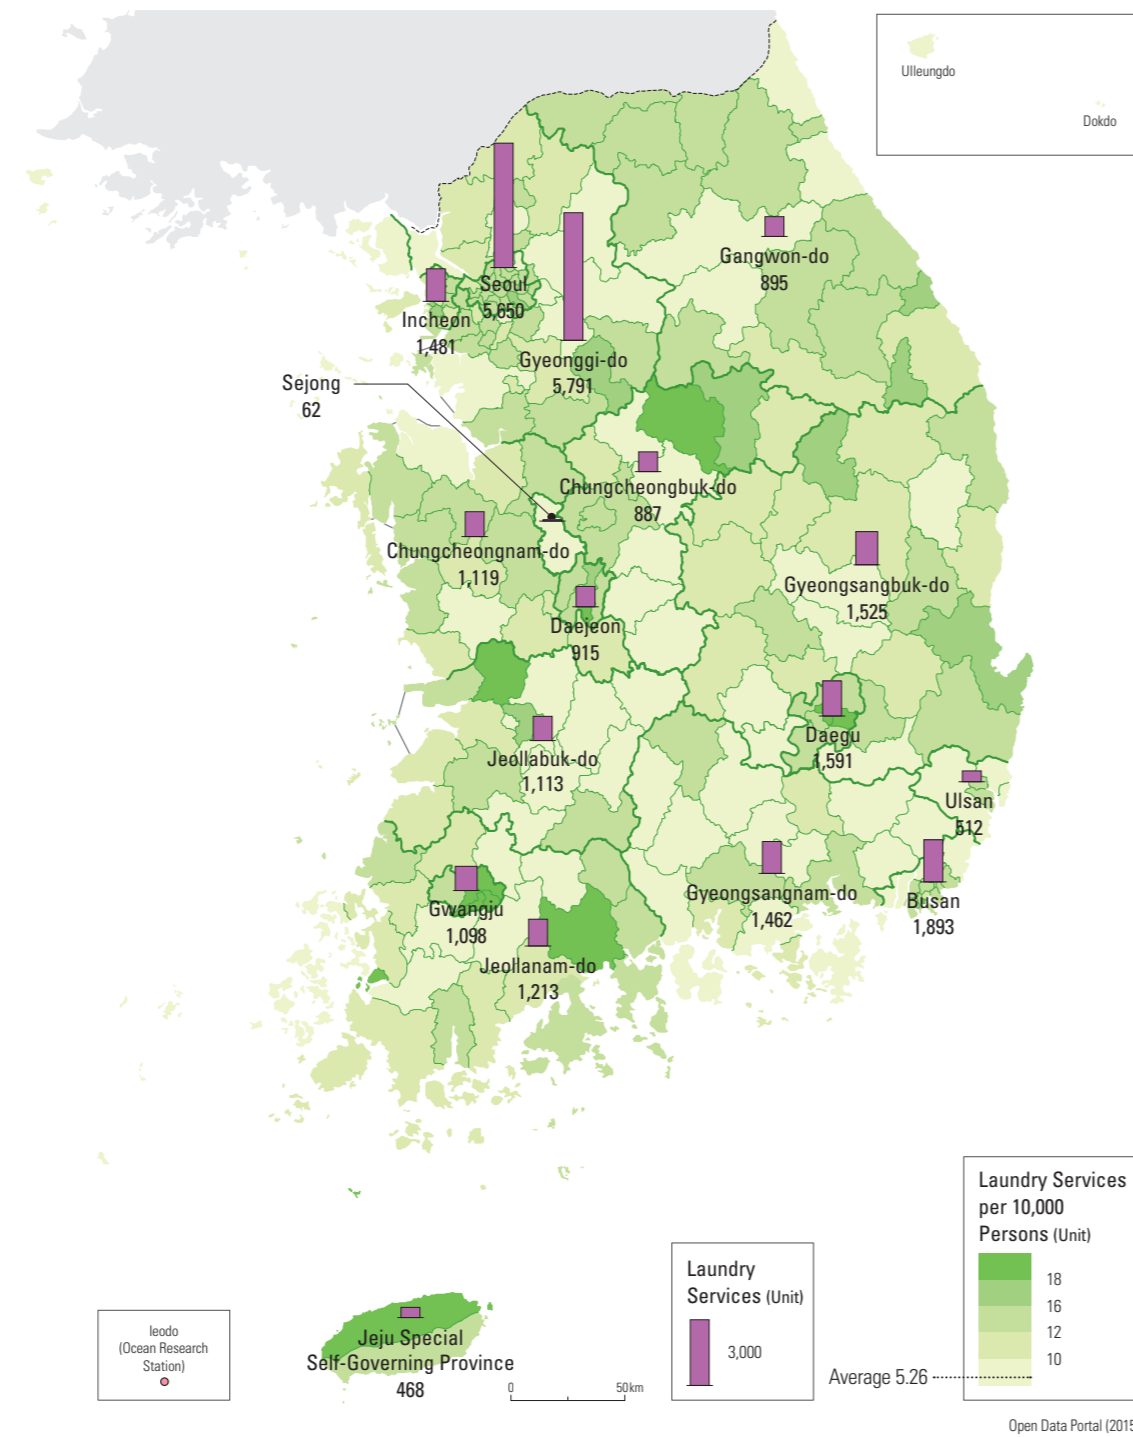 Ulleungdo
Dokdo
Gangwon-do
895
Seoul
5,650
Incheon
1,481
Gyeonggi-do
5,791
Sejong
62
Chungcheongbuk-do
887
Chungcheongnam-do
1,119
Gyeongsangbuk-do
1,525
Daejeon
915
Daegu
1,591
Jeollabuk-do
1,113
Ulsan
512
Gyeongsangnam-do
1,462
Busan
1,893
Gwangju
1,098
Jeollanam-do
1,213
Jeju Special
Self-Governing Province
468
Ieodo
(Ocean Research
Station)
0
50km
Laundry
Services (Unit)
3,000
Laundry Services
per 10,000
Persons (Unit)
18
16
12
10
Average 5.26
Open Data Portal (2015